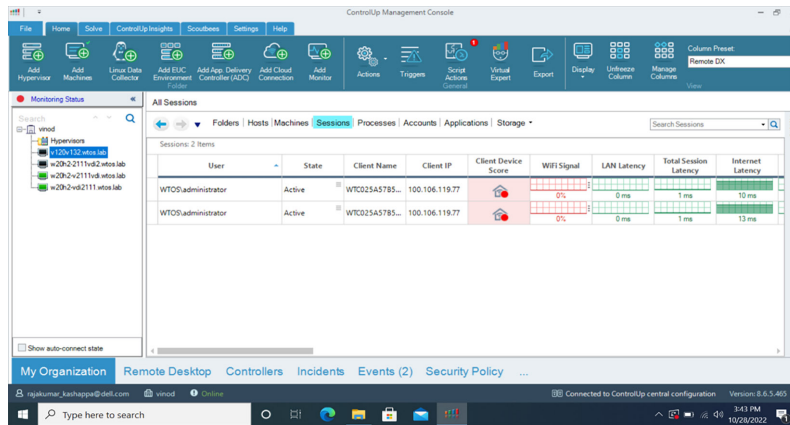 ControlUp Management Console
File Home Solve ControlUp Insights Scoutbees Settings Help
Add Hypervisor
Add Machines
Linux Data Collector
Add EUC Environment
Add App. Delivery Controller (ADC)
Add Cloud Connection
Add Monitor
Folder
Actions
Triggers
Script Actions
Virtual Expert
Export
General
Display
Unfreeze Column
Manage Columns
Column Preset:
Remote DX
View
Monitoring Status
All Sessions
Search
Folders Hosts Machines Sessions Processes Accounts Applications Storage
Search Sessions
vinod
Hypervisors
v120v132.wtos.lab
w20h2-2111vdi2.wtos.lab
w20h2-v2111vdi.wtos.lab
w20h2-vdi2111.wtos.lab
Sessions: 2 Items
User State Client Name Client IP Client Device Score WiFi Signal LAN Latency Total Session Latency Internet Latency
WTOS\administrator Active WTC025A57B5... 100.106.119.77 0% 0 ms 1 ms 10 ms
WTOS\administrator Active WTC025A57B5... 100.106.119.77 0% 0 ms 1 ms 13 ms
Show auto-connect state
My Organization Remote Desktop Controllers Incidents Events (2) Security Policy ...
rajakumar_kashappa@dell.com vinod Online Connected to ControlUp central configuration Version: 8.6.5.465
Type here to search
3:43 PM
10/28/2022